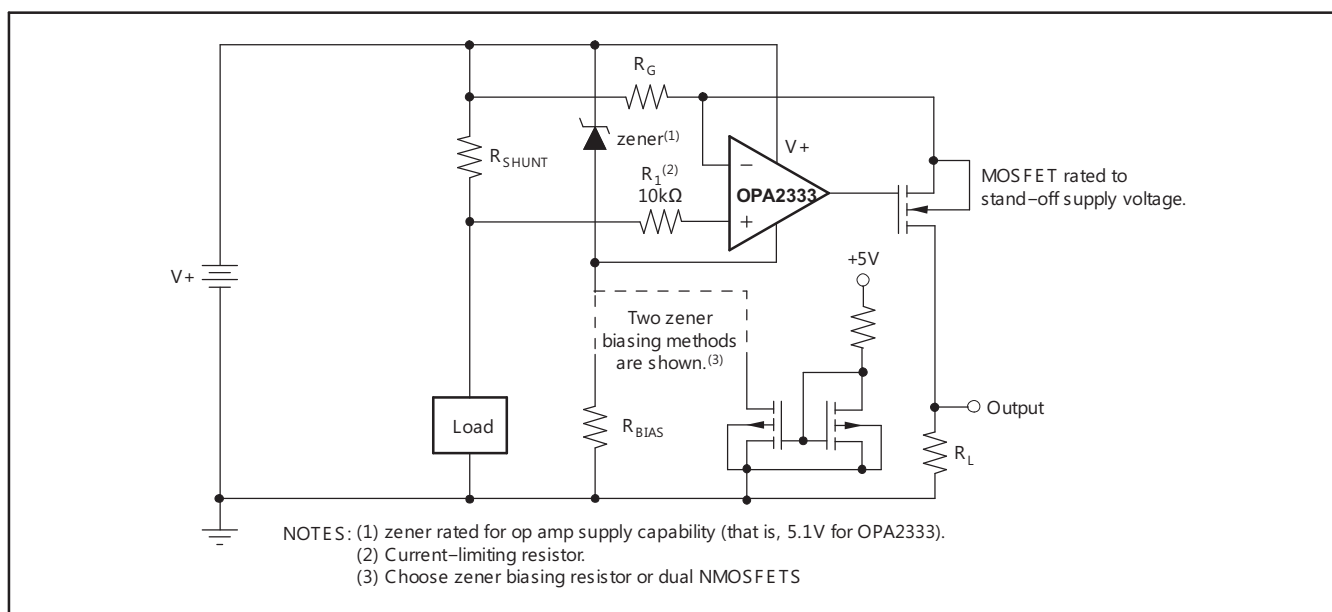 R_G
zener(1)
V+
R_SHUNT
R_1(2)
10kΩ
OPA2333
−
+
MOSFET rated to
stand−off supply voltage.
V+
+5V
Two zener
biasing methods
are shown.(3)
Output
Load
R_BIAS
R_L
NOTES: (1) zener rated for op amp supply capability (that is, 5.1V for OPA2333).
(2) Current−limiting resistor.
(3) Choose zener biasing resistor or dual NMOSFETS